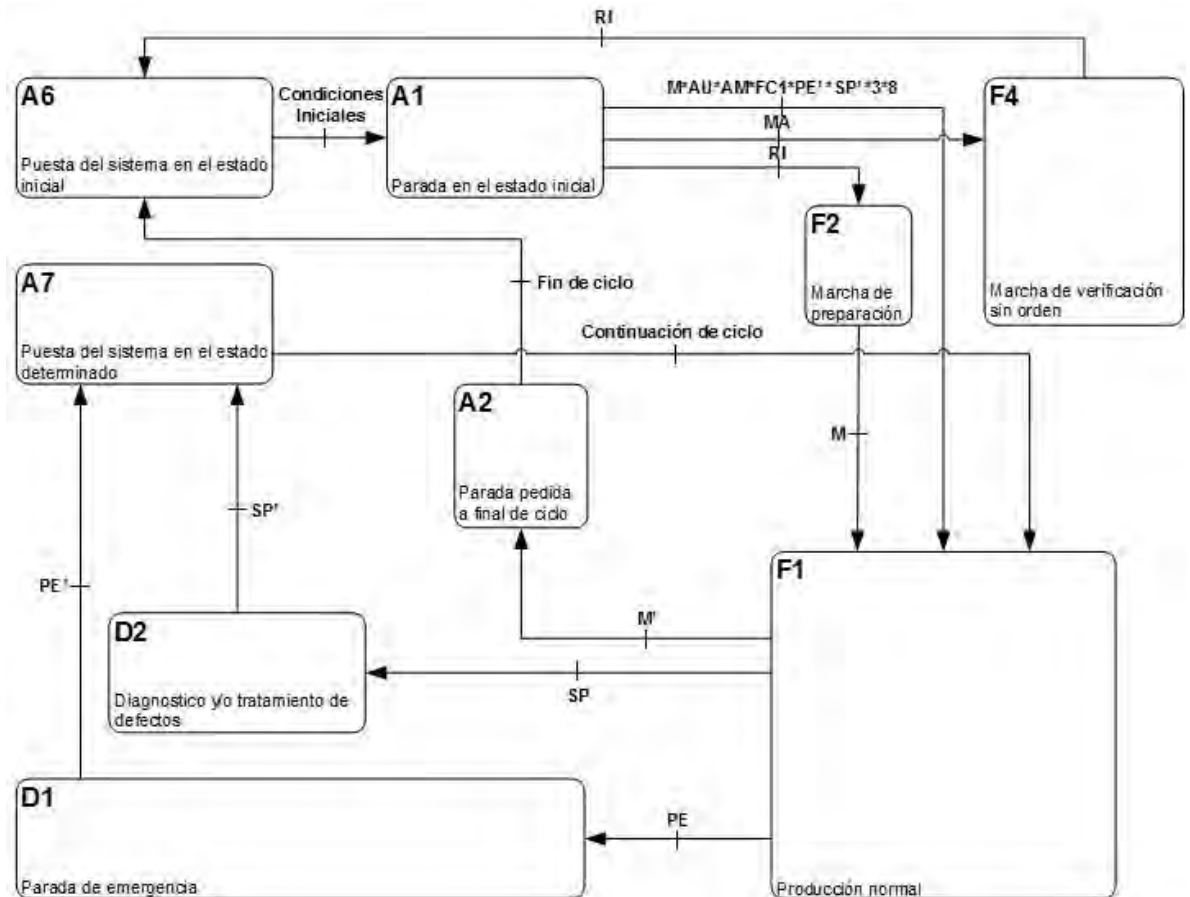 RI
A6
Condiciones
Iniciales
A1
M*AU*AM*FC1*PE'*SP'*3*8
MA
RI
F4
Puesta del sistema en el estado
inicial
Parada en el estado inicial
F2
Marcha de
preparación
Marcha de verificación
sin orden
A7
Fin de ciclo
Continuación de ciclo
Puesta del sistema en el estado
determinado
A2
M
Parada pedida
a final de ciclo
SP'
PE'
F1
D2
M'
Diagnostico y/o tratamiento de
defectos
SP
D1
PE
Parada de emergencia
Producción normal